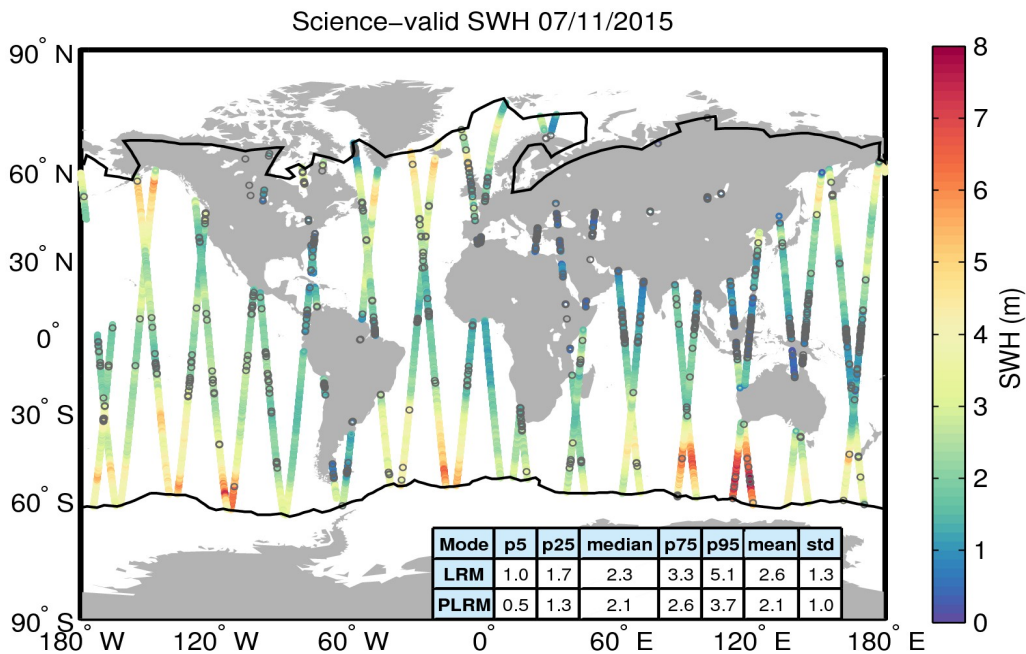 Science−valid SWH 07/11/2015
90° N
60° N
30° N
0°
30° S
60° S
90° S
180° W
120° W
60° W
0°
60° E
120° E
180° E
8
7
6
5
4
3
2
1
0
SWH (m)
Mode p5 p25 median p75 p95 mean std
LRM 1.0 1.7 2.3 3.3 5.1 2.6 1.3
PLRM 0.5 1.3 2.1 2.6 3.7 2.1 1.0